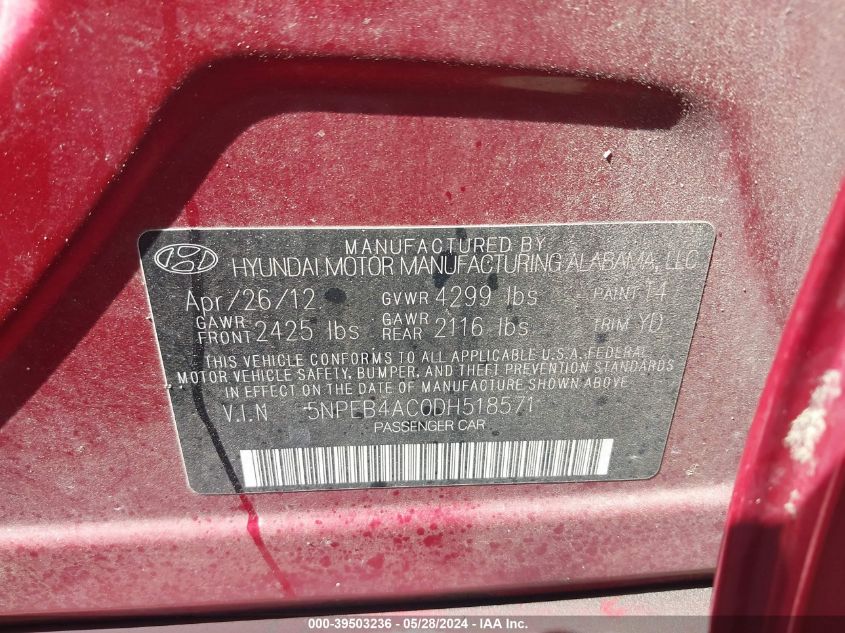 MANUFACTURED BY
HYUNDAI MOTOR MANUFACTURING ALABAMA, LLC
Apr/26/12 GVWR 4299 lbs PAINT T4
GAWR FRONT 2425 lbs GAWR REAR 2116 lbs TRIM YD
THIS VEHICLE CONFORMS TO ALL APPLICABLE U.S.A. FEDERAL
MOTOR VEHICLE SAFETY, BUMPER, AND THEFT PREVENTION STANDARDS
IN EFFECT ON THE DATE OF MANUFACTURE SHOWN ABOVE
V.I.N 5NPEB4AC0DH518571
PASSENGER CAR
000-39503236 - 05/28/2024 - IAA Inc.